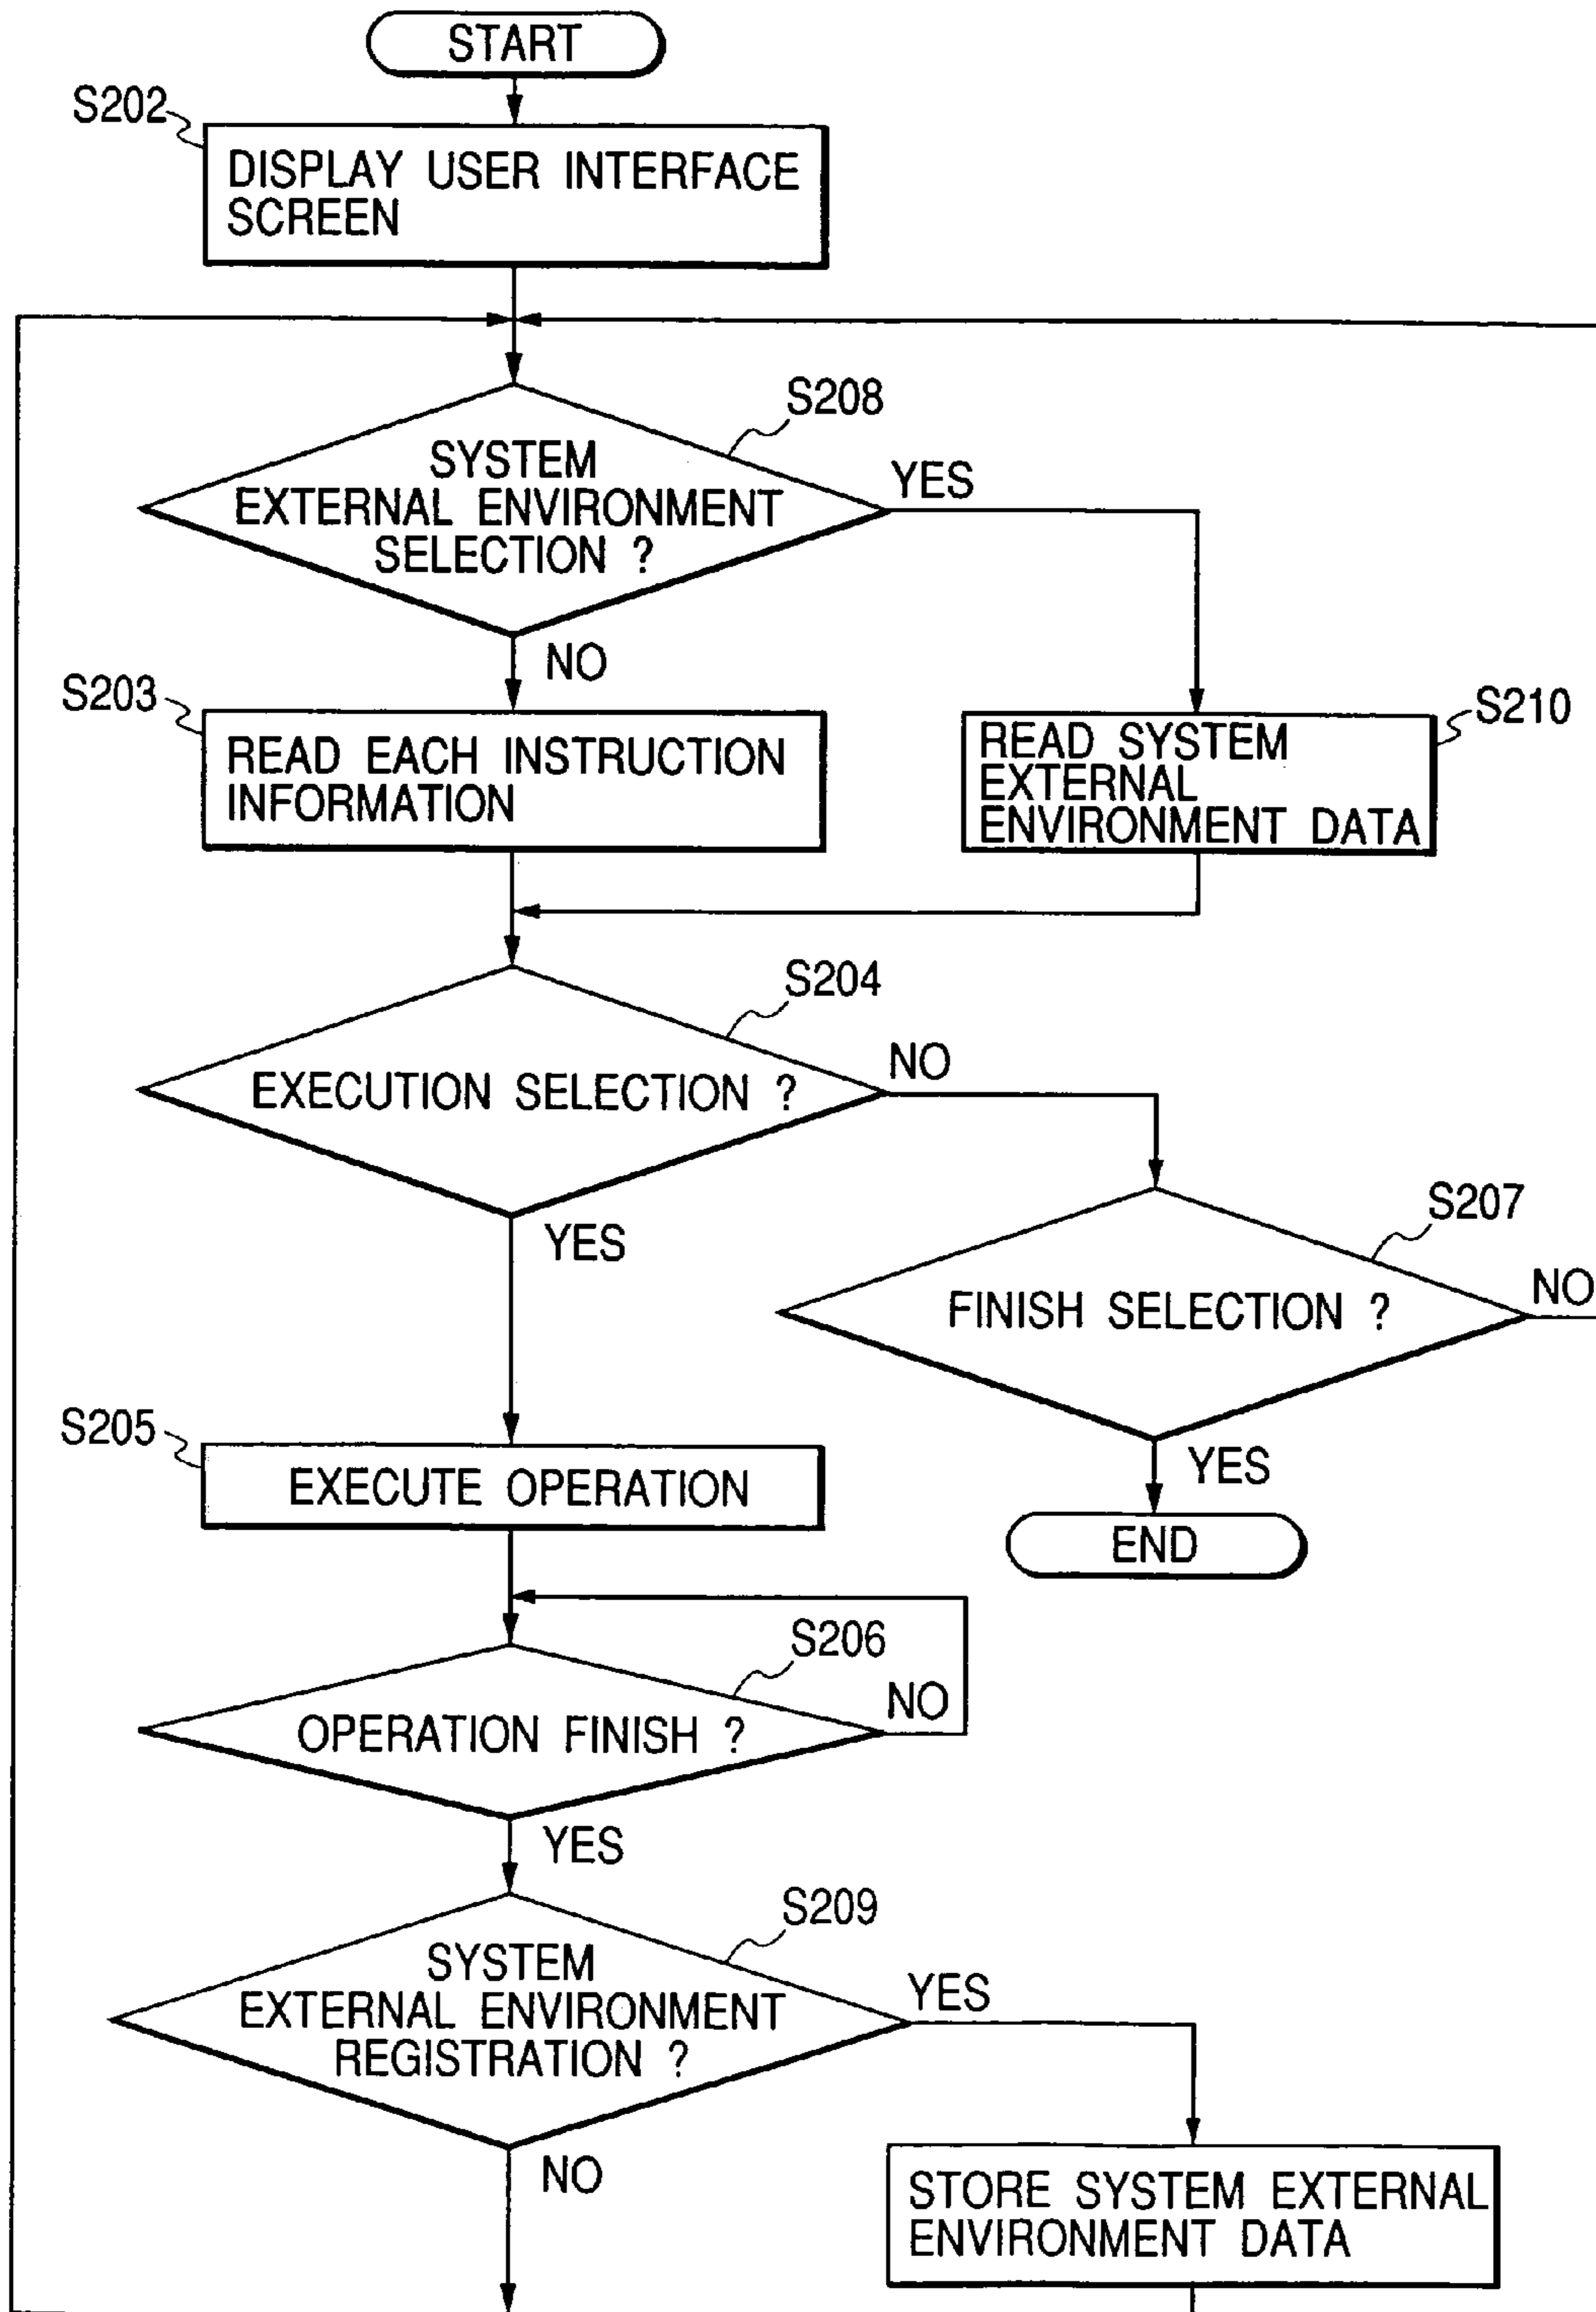 START
S202
DISPLAY USER INTERFACE
SCREEN
S208
SYSTEM
EXTERNAL ENVIRONMENT
SELECTION ?
YES
NO
S203
READ EACH INSTRUCTION
INFORMATION
S210
READ SYSTEM
EXTERNAL
ENVIRONMENT DATA
S204
EXECUTION SELECTION ?
NO
YES
S207
FINISH SELECTION ?
NO
YES
END
S205
EXECUTE OPERATION
S206
OPERATION FINISH ?
NO
YES
S209
SYSTEM
EXTERNAL ENVIRONMENT
REGISTRATION ?
YES
NO
STORE SYSTEM EXTERNAL
ENVIRONMENT DATA